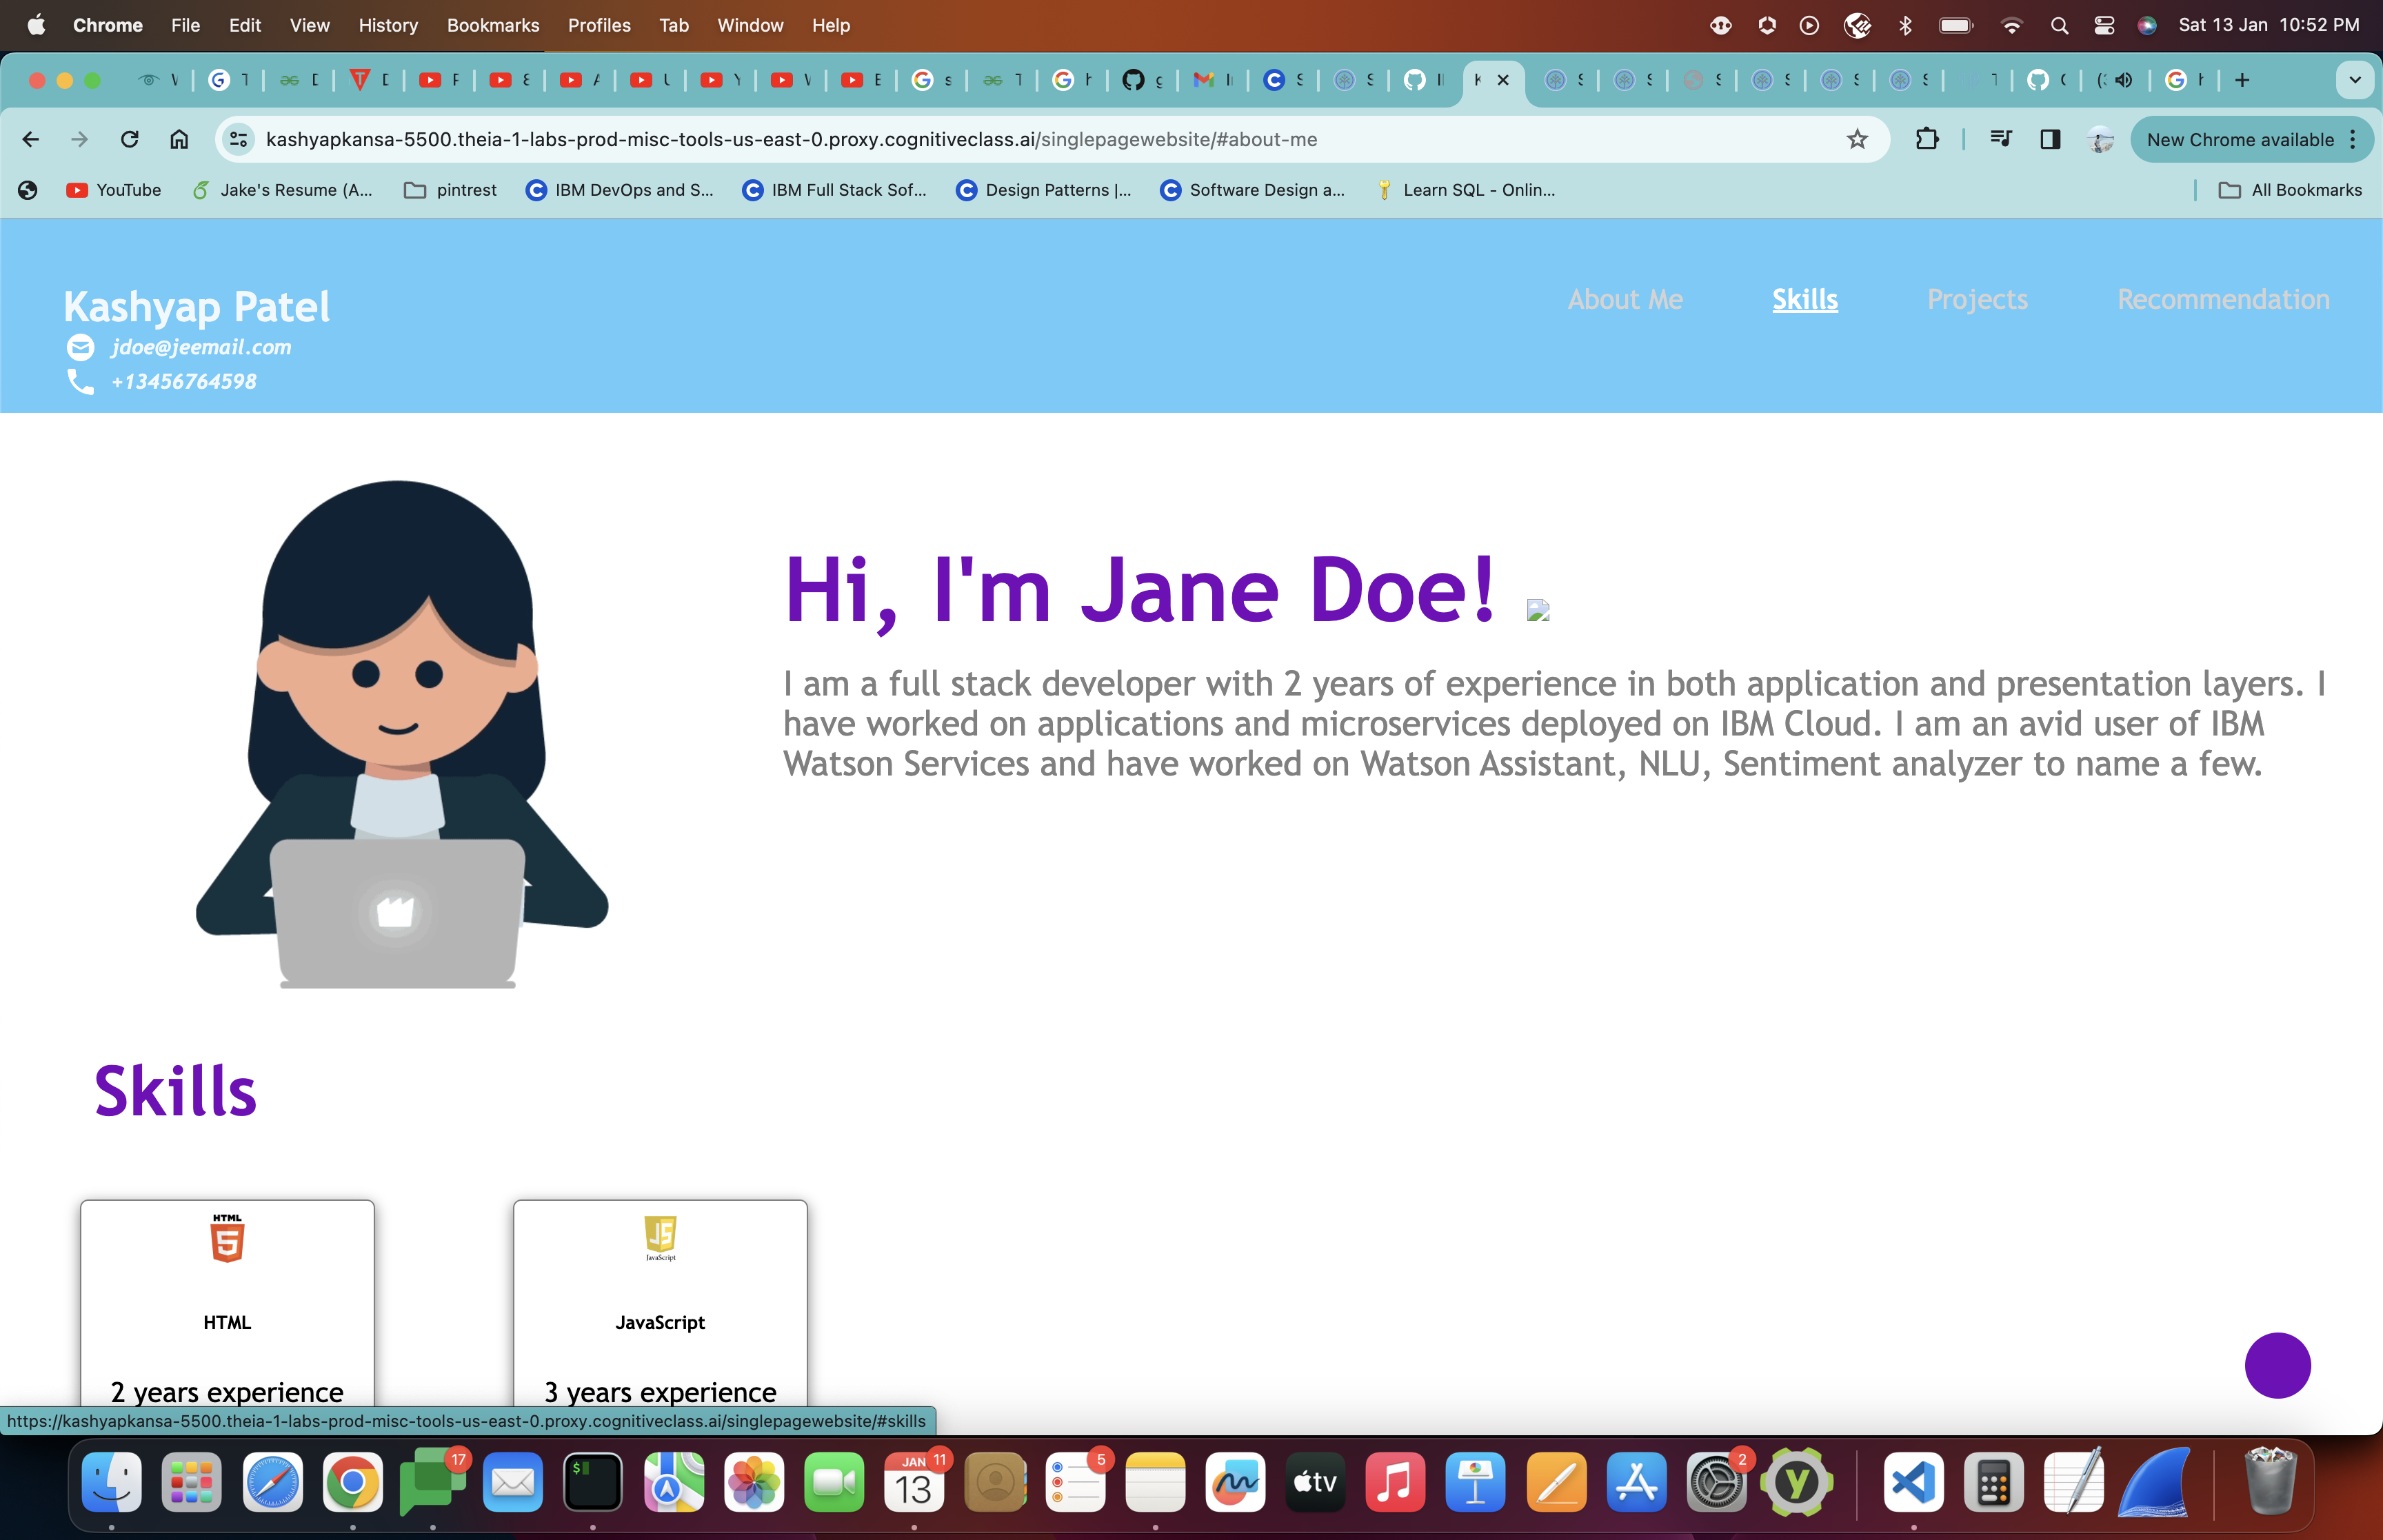 Chrome File Edit View History Bookmarks Profiles Tab Window Help Sat 13 Jan 10:52 PM
kashyapkansa-5500.theia-1-labs-prod-misc-tools-us-east-0.proxy.cognitiveclass.ai/singlepagewebsite/#about-me New Chrome available
YouTube Jake's Resume (A... pintrest IBM DevOps and S... IBM Full Stack Sof... Design Patterns |... Software Design a... Learn SQL - Onlin... All Bookmarks
Kashyap Patel
jdoe@jeemail.com
+13456764598
About Me Skills Projects Recommendation
Hi, I'm Jane Doe!
I am a full stack developer with 2 years of experience in both application and presentation layers. I
have worked on applications and microservices deployed on IBM Cloud. I am an avid user of IBM
Watson Services and have worked on Watson Assistant, NLU, Sentiment analyzer to name a few.
Skills
HTML
5
HTML
2 years experience
JS
JavaScript
JavaScript
3 years experience
https://kashyapkansa-5500.theia-1-labs-prod-misc-tools-us-east-0.proxy.cognitiveclass.ai/singlepagewebsite/#skills
17 JAN 13 11 5 tv 2